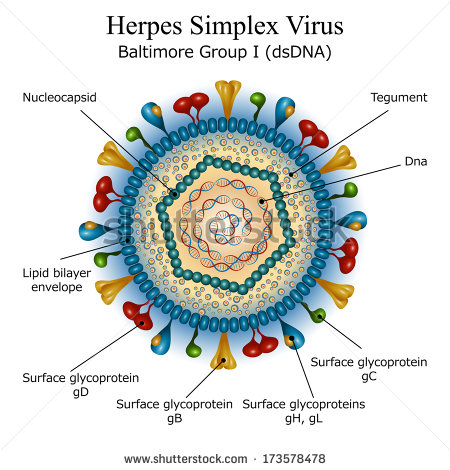 Herpes Simplex Virus
Baltimore Group I (dsDNA)
Nucleocapsid
Tegument
Dna
Lipid bilayer
envelope
Surface glycoprotein
gC
Surface glycoprotein
gD
Surface glycoprotein
gB
Surface glycoproteins
gH, gL
shutterstock
www.shutterstock.com · 173578478